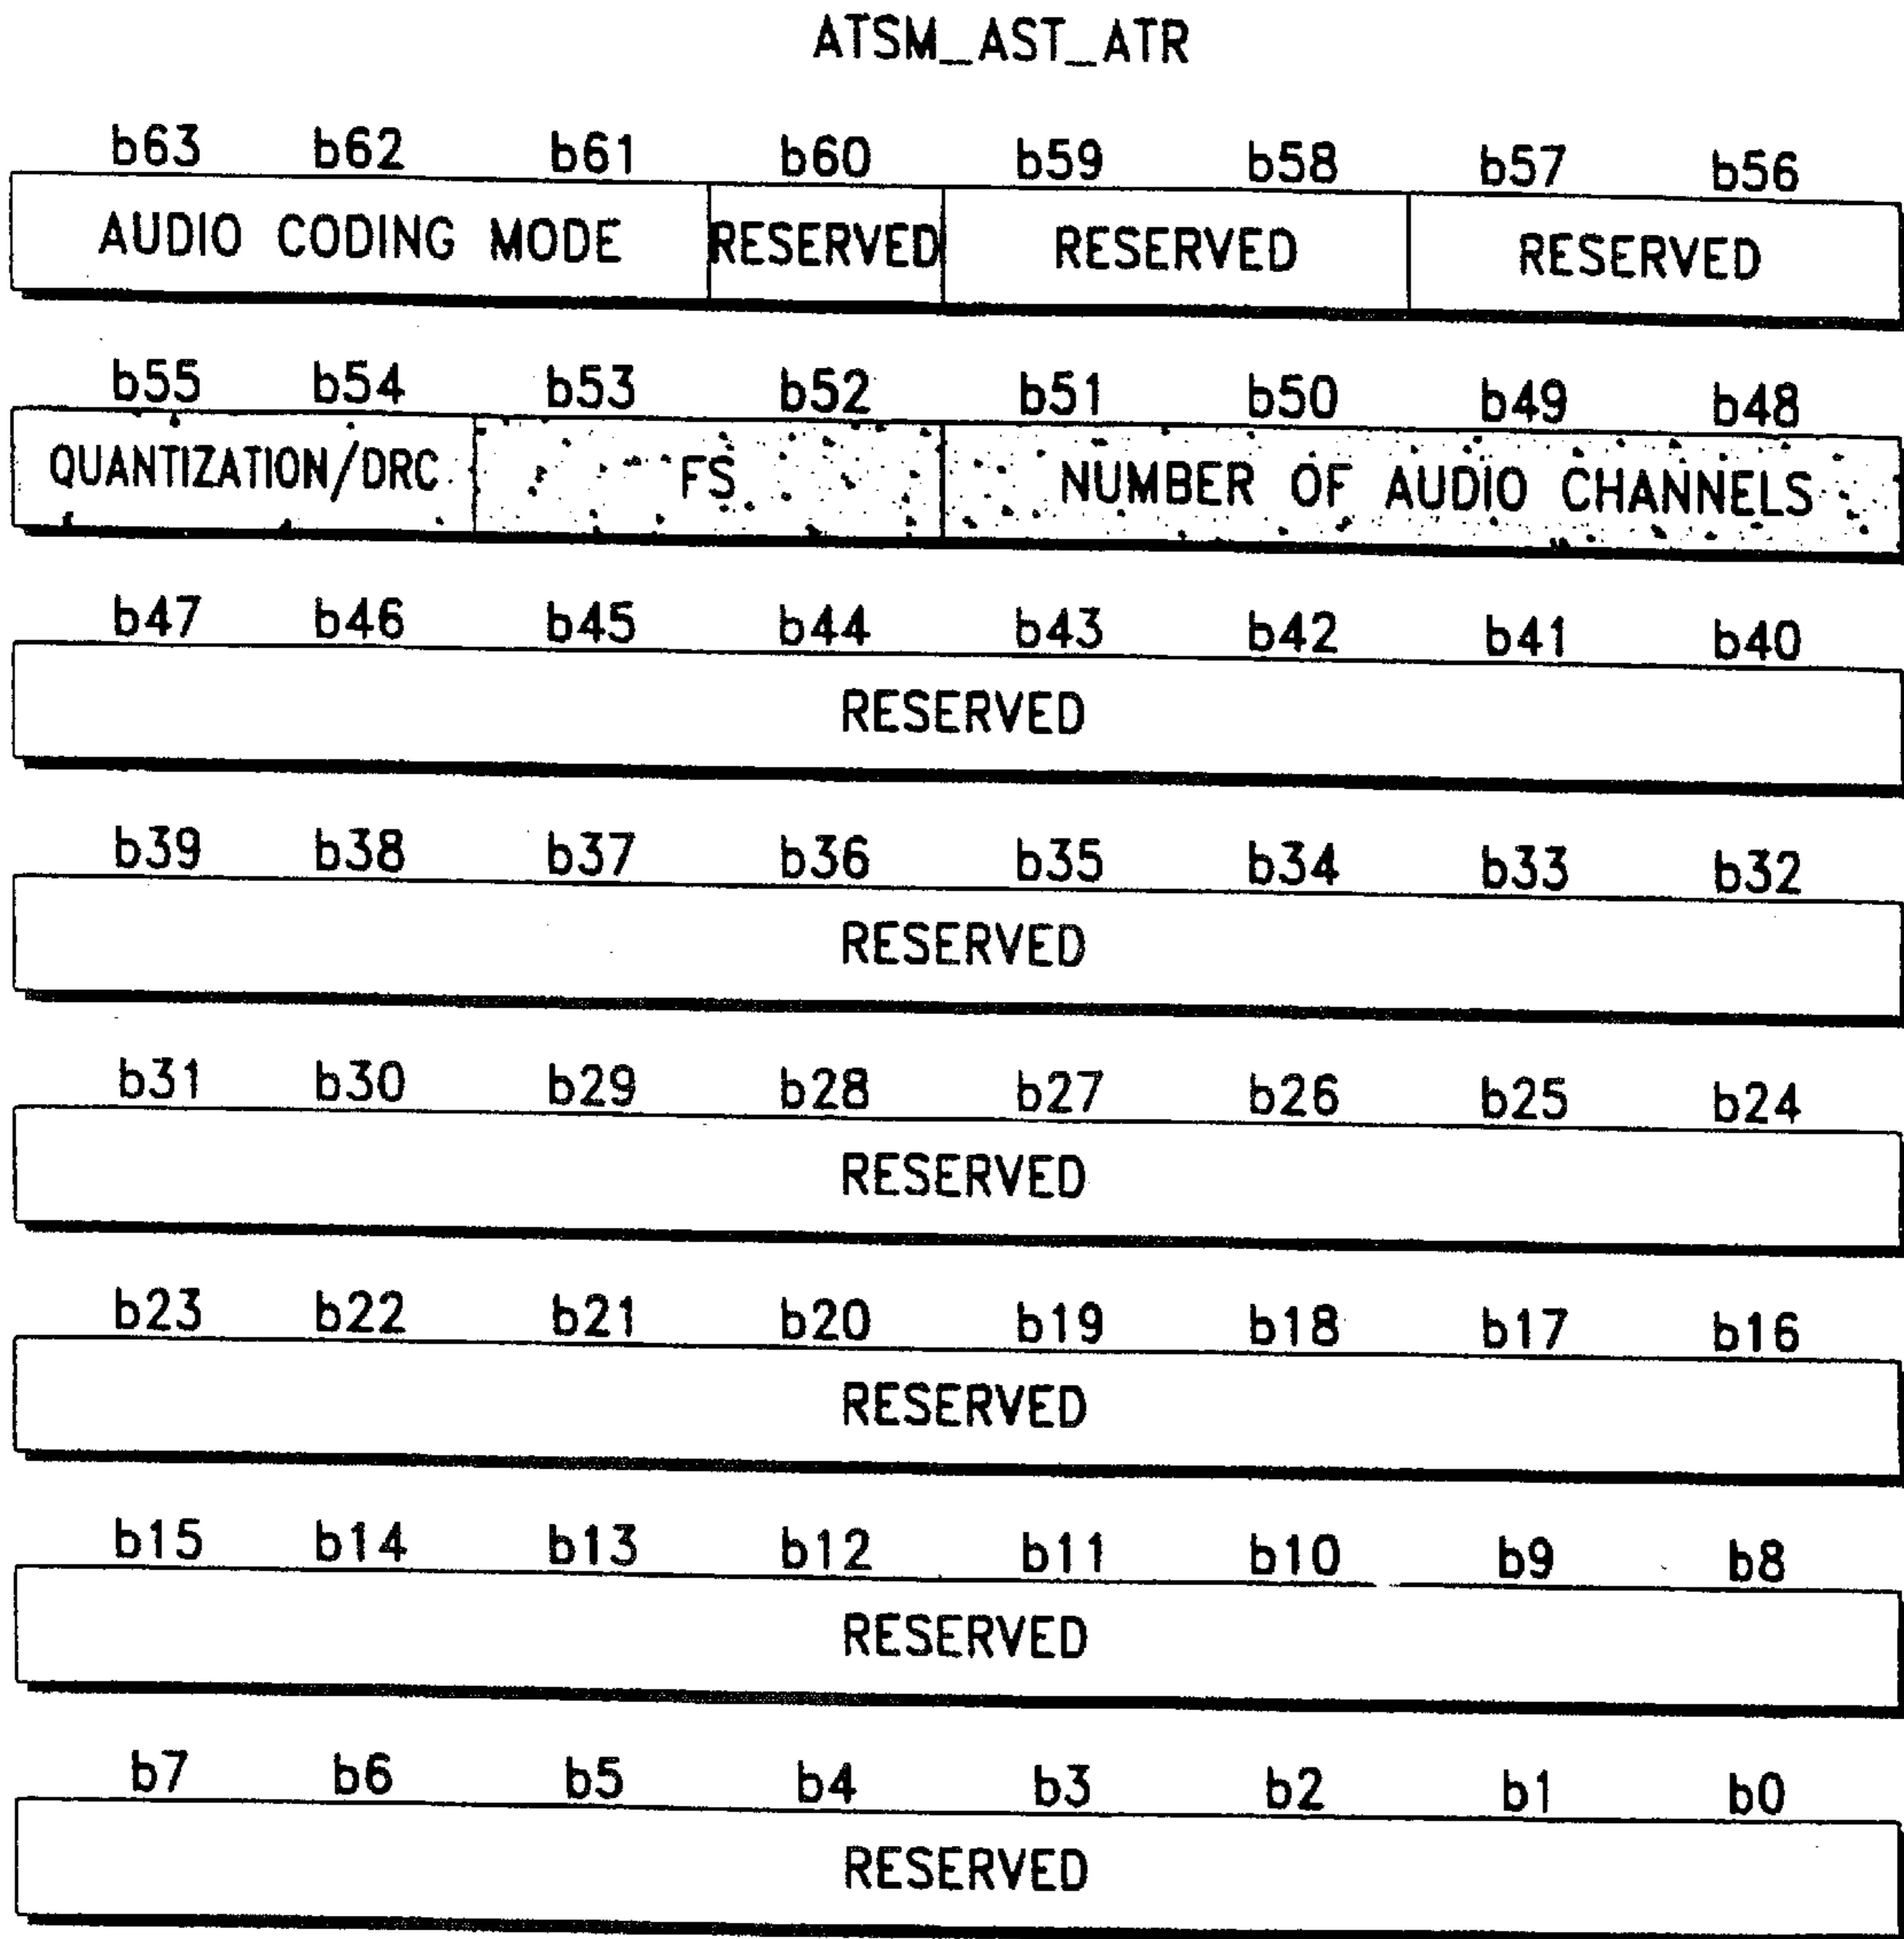 ATSM_AST_ATR
b63 b62 b61 b60 b59 b58 b57 b56
AUDIO CODING MODE RESERVED RESERVED RESERVED
b55 b54 b53 b52 b51 b50 b49 b48
QUANTIZATION/DRC FS NUMBER OF AUDIO CHANNELS
b47 b46 b45 b44 b43 b42 b41 b40
RESERVED
b39 b38 b37 b36 b35 b34 b33 b32
RESERVED
b31 b30 b29 b28 b27 b26 b25 b24
RESERVED
b23 b22 b21 b20 b19 b18 b17 b16
RESERVED
b15 b14 b13 b12 b11 b10 b9 b8
RESERVED
b7 b6 b5 b4 b3 b2 b1 b0
RESERVED